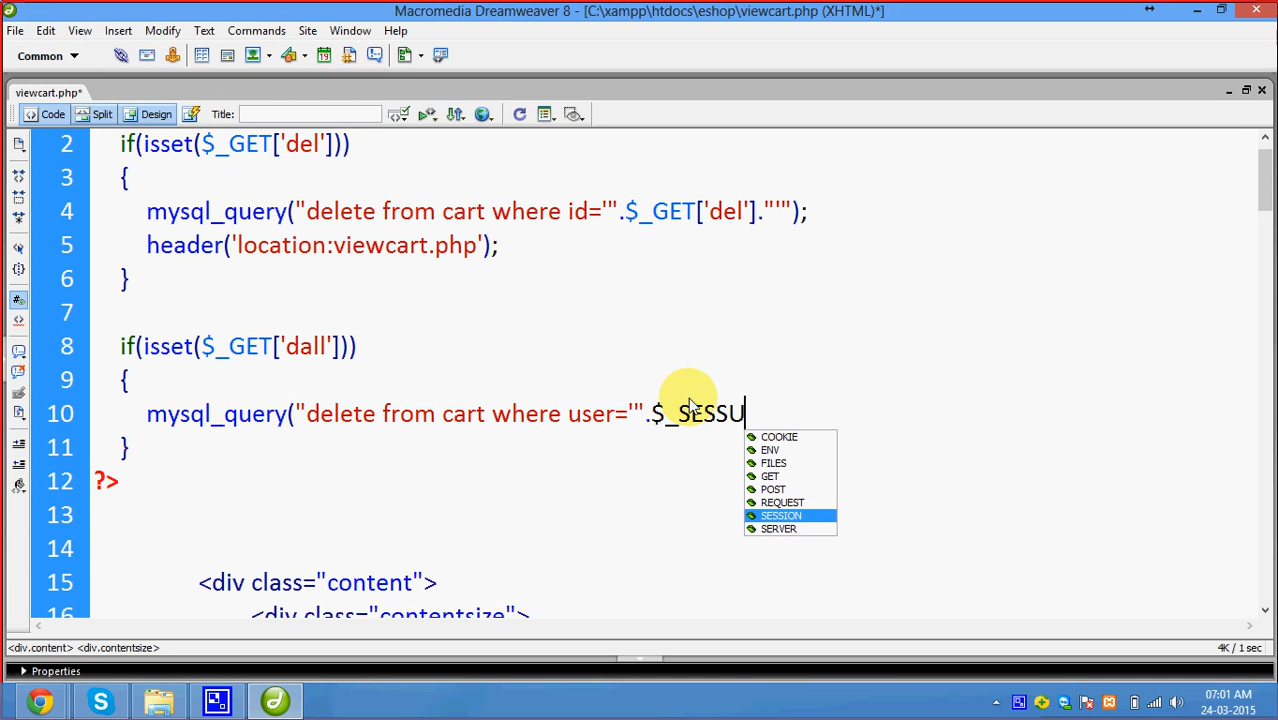 Macromedia Dreamweaver 8 - [C:\xampp\htdocs\eshop\viewcart.php (XHTML)*]
File Edit View Insert Modify Text Commands Site Window Help
Common
viewcart.php*
Code Split Design Title:
2 if(isset($_GET['del']))
3 {
4 mysql_query("delete from cart where id='".$_GET['del']."'");
5 header('location:viewcart.php');
6 }
7
8 if(isset($_GET['dall']))
9 {
10 mysql_query("delete from cart where user='".$_SESSU
11 }
12 ?>
13
14
15 <div class="content">
16 <div class="contentsize">
COOKIE
ENV
FILES
GET
POST
REQUEST
SESSION
SERVER
<div.content> <div.contentsize> 4K / 1 sec
Properties
07:01 AM
24-03-2015